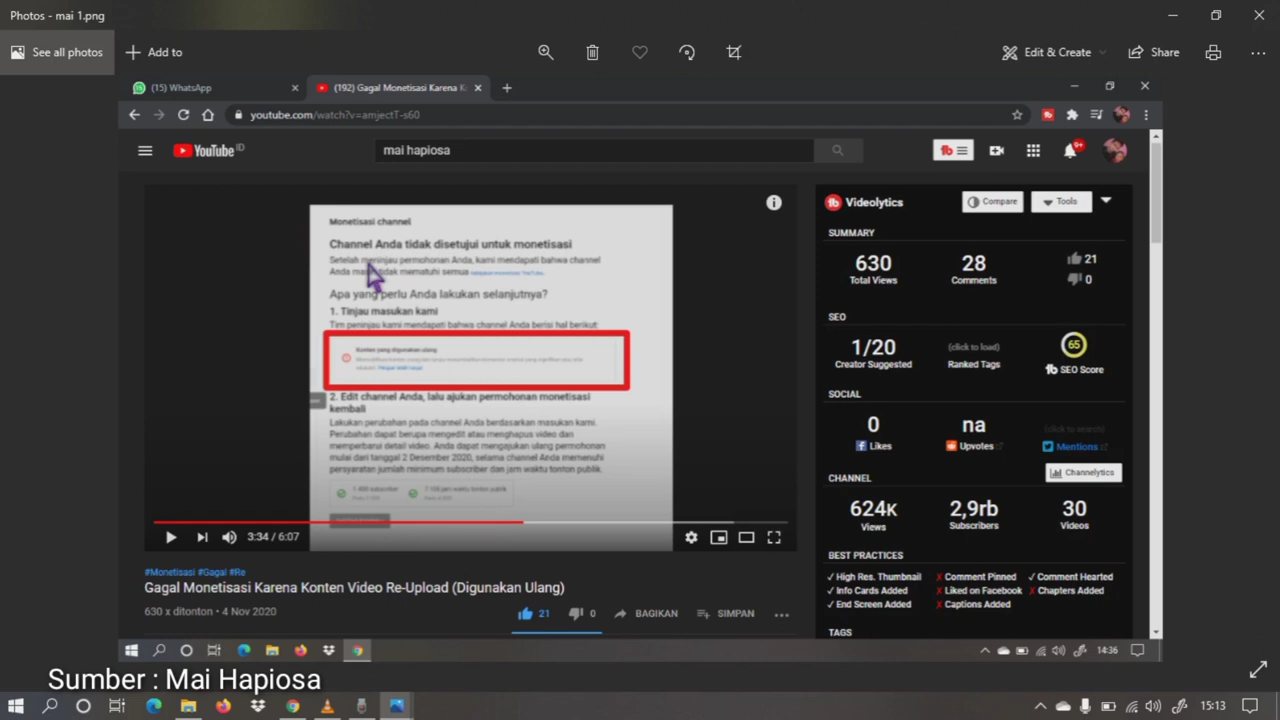 Photos - mai 1.png
See all photos
Add to
Edit & Create
Share
(15) WhatsApp
(192) Gagal Monetisasi Karena K
youtube.com/watch?v=amjectT-s60
YouTube ID
mai hapiosa
9+
Monetisasi channel
Channel Anda tidak disetujui untuk monetisasi
Setelah meninjau permohonan Anda, kami mendapati bahwa channel
Anda masih tidak mematuhi semua
Apa yang perlu Anda lakukan selanjutnya?
1. Tinjau masukan kami
Tim peninjau kami mendapati bahwa channel Anda berisi hal berikut:
Konten yang digunakan ulang
2. Edit channel Anda, lalu ajukan permohonan monetisasi
kembali
Lakukan perubahan pada channel Anda berdasarkan masukan kami.
Perubahan dapat berupa mengedit atau menghapus video dan
memperbarui detail video. Anda dapat mengajukan ulang permohonan
mulai dari tanggal 2 Desember 2020, selama channel Anda memenuhi
persyaratan jumlah minimum subscriber dan jam waktu tonton publik.
3:34 / 6:07
#Monetisasi #Gagal #Re
Gagal Monetisasi Karena Konten Video Re-Upload (Digunakan Ulang)
630 x ditonton • 4 Nov 2020
21
0
BAGIKAN
SIMPAN
Videolytics
Compare
Tools
SUMMARY
630
Total Views
28
Comments
21
0
SEO
1/20
Creator Suggested
(click to load)
Ranked Tags
65
SEO Score
SOCIAL
0
Likes
na
Upvotes
(click to search)
Mentions
CHANNEL
Channelytics
624K
Views
2,9rb
Subscribers
30
Videos
BEST PRACTICES
✓ High Res. Thumbnail ✗ Comment Pinned ✓ Comment Hearted
✓ Info Cards Added ✗ Liked on Facebook ✗ Chapters Added
✓ End Screen Added ✗ Captions Added
TAGS
14:36
Sumber : Mai Hapiosa
15:13